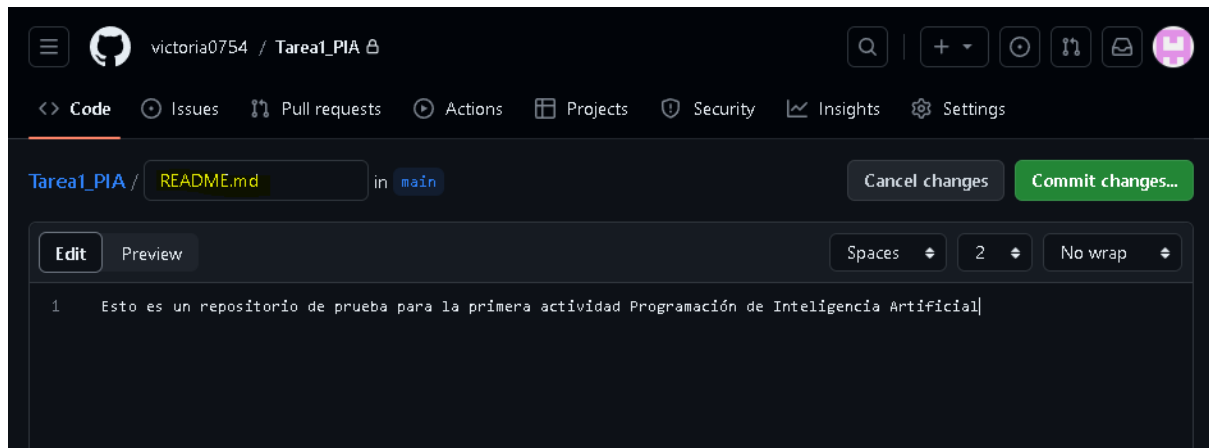 victoria0754 / Tarea1_PIA
Code Issues Pull requests Actions Projects Security Insights Settings
Tarea1_PIA / README.md in main Cancel changes Commit changes...
Edit Preview Spaces 2 No wrap
1 Esto es un repositorio de prueba para la primera actividad Programación de Inteligencia Artificial